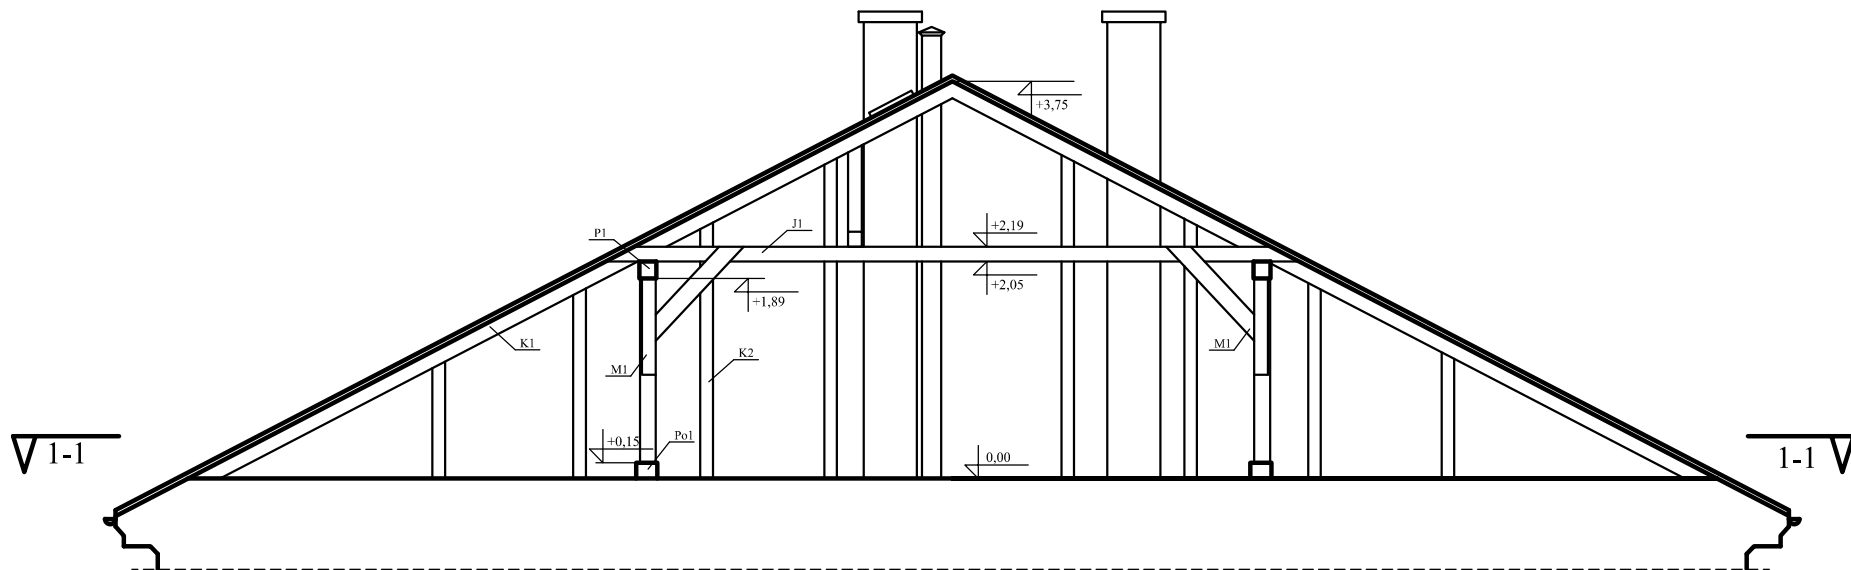 +3,75
P1
J1
+2,19
+2,05
+1,89
K1
M1
K2
M1
+0,15
Po1
0,00
1-1
1-1